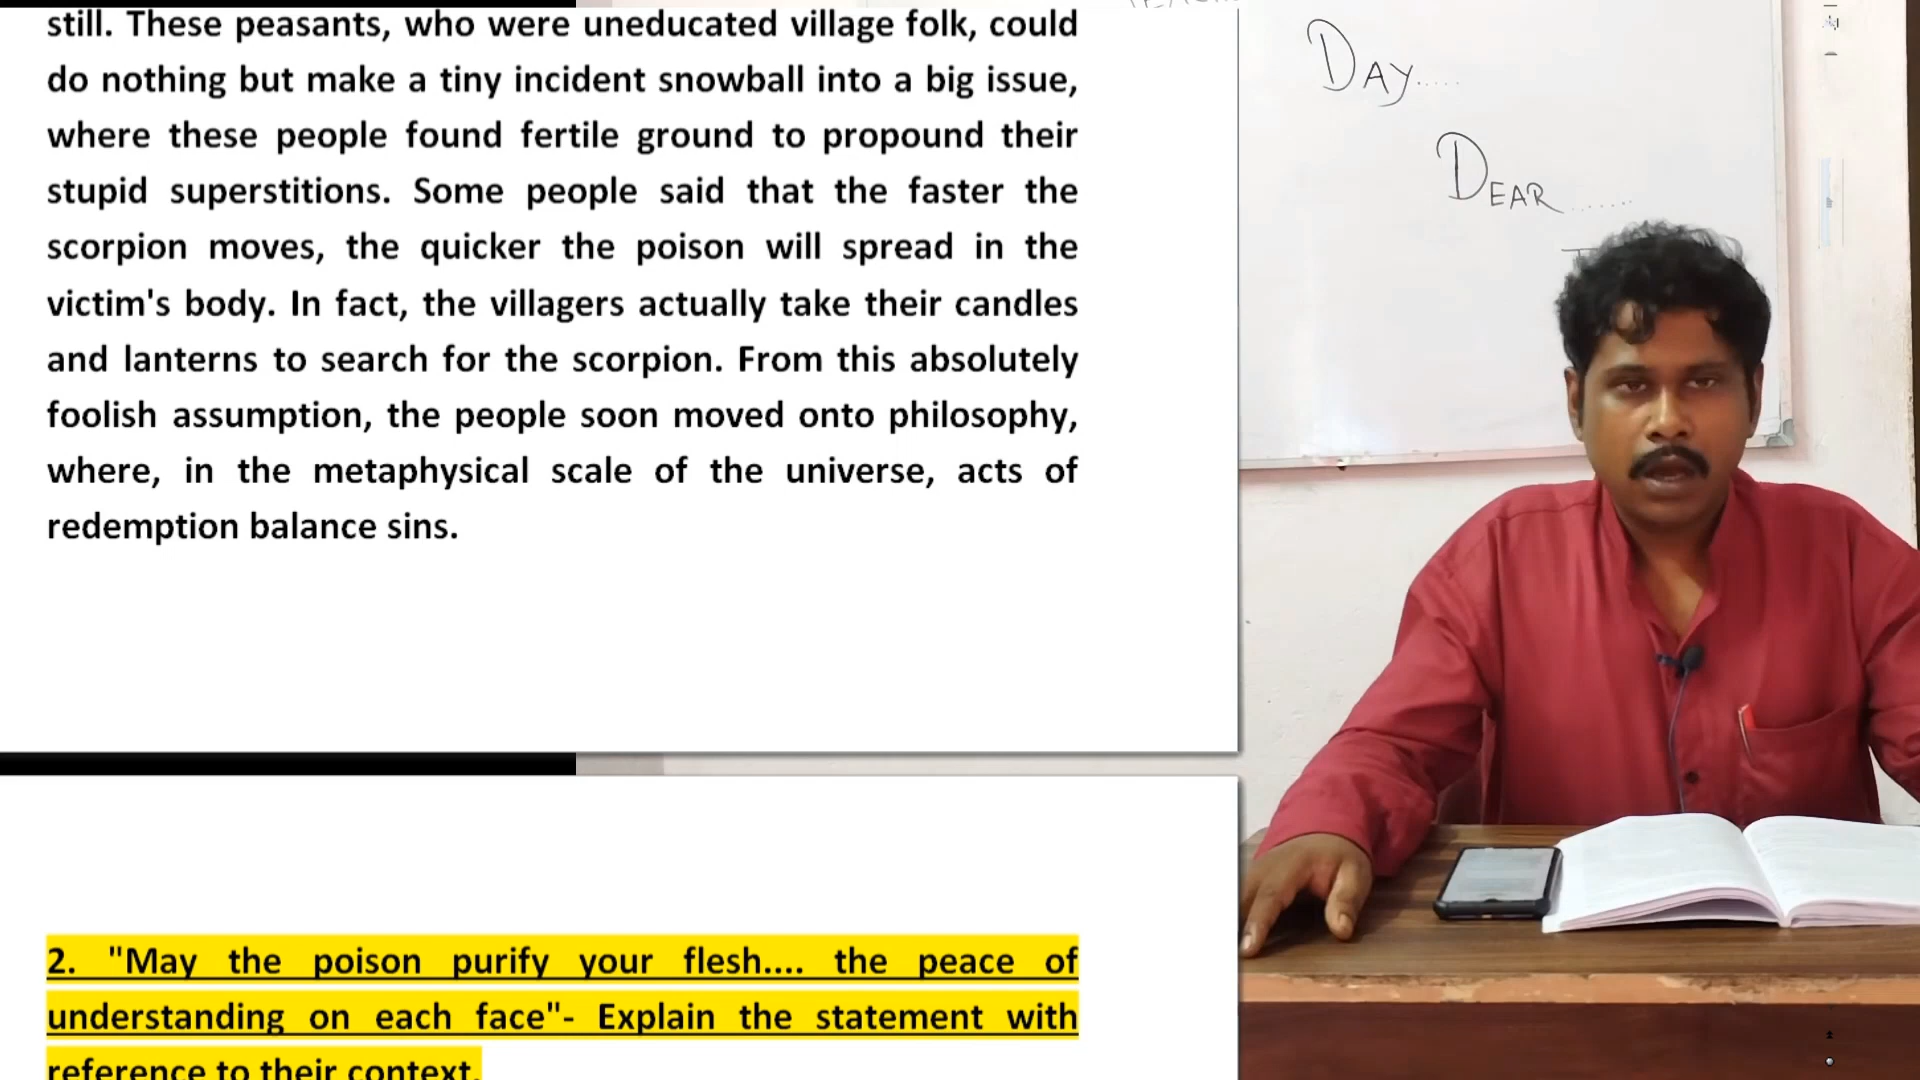 still. These peasants, who were uneducated village folk, could
do nothing but make a tiny incident snowball into a big issue,
where these people found fertile ground to propound their
stupid superstitions. Some people said that the faster the
scorpion moves, the quicker the poison will spread in the
victim's body. In fact, the villagers actually take their candles
and lanterns to search for the scorpion. From this absolutely
foolish assumption, the people soon moved onto philosophy,
where, in the metaphysical scale of the universe, acts of
redemption balance sins.
2. "May the poison purify your flesh.... the peace of
understanding on each face"- Explain the statement with
reference to their context.
DAY.....
DEAR.......